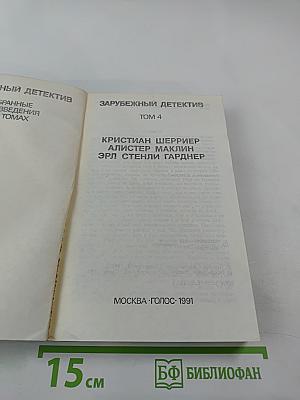 ЗАРУБЕЖНЫЙ ДЕТЕКТИВ
ТОМ 4
КРИСТИАН ШЕРРИЕР
АЛИСТЕР МАКЛИН
ЭРЛ СТЕНЛИ ГАРДНЕР
МОСКВА·ГОЛОС·1991
НЫЙ ДЕТЕКТИВ
БРАННЫЕ
ВЕДЕНИЯ
ТОМАХ
15 см
БФ БИБЛИОФАН